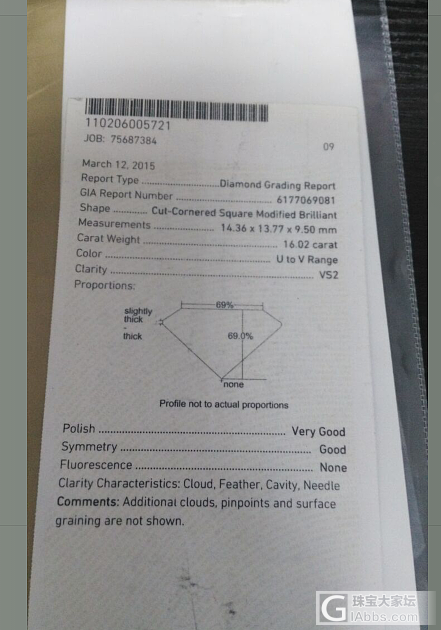 110206005721
JOB: 75687384
09
March 12, 2015
Report Type ........ Diamond Grading Report
GIA Report Number ........ 6177069081
Shape ........ Cut-Cornered Square Modified Brilliant
Measurements ........ 14.36 x 13.77 x 9.50 mm
Carat Weight ........ 16.02 carat
Color ........ U to V Range
Clarity ........ VS2
Proportions:
69%
slightly
thick
-
thick
69.0%
none
Profile not to actual proportions
Polish ........ Very Good
Symmetry ........ Good
Fluorescence ........ None
Clarity Characteristics: Cloud, Feather, Cavity, Needle
Comments: Additional clouds, pinpoints and surface
graining are not shown.
G 珠宝大家坛
GIabbs.com